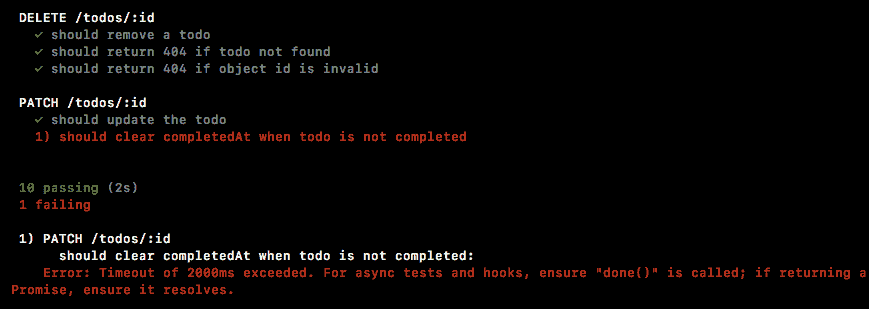 DELETE /todos/:id
✓ should remove a todo
✓ should return 404 if todo not found
✓ should return 404 if object id is invalid
PATCH /todos/:id
✓ should update the todo
1) should clear completedAt when todo is not completed
10 passing (2s)
1 failing
1) PATCH /todos/:id
should clear completedAt when todo is not completed:
Error: Timeout of 2000ms exceeded. For async tests and hooks, ensure "done()" is called; if returning a
Promise, ensure it resolves.